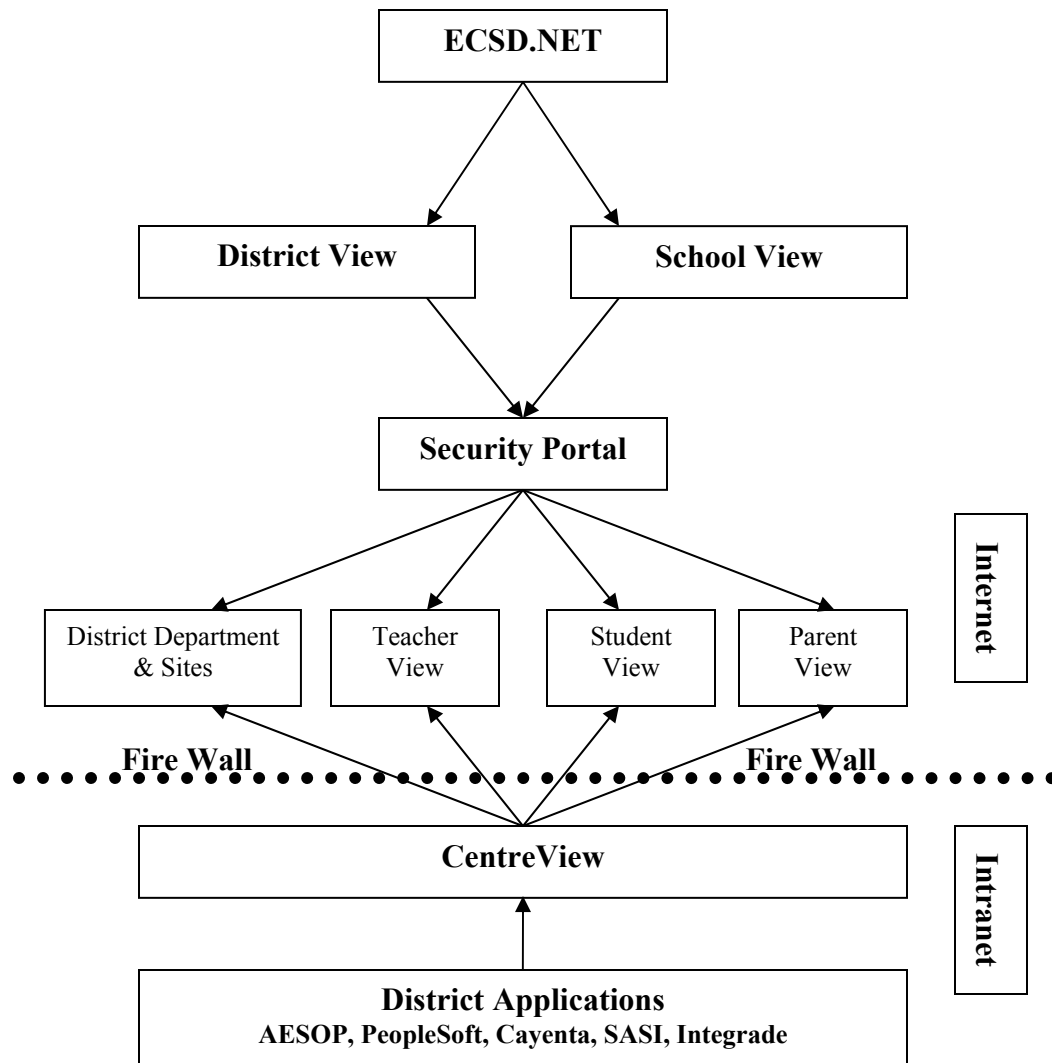 ECSD.NET
District View
School View
Security Portal
Internet
District Department
& Sites
Teacher
View
Student
View
Parent
View
Fire Wall
Fire Wall
CentreView
Intranet
District Applications
AESOP, PeopleSoft, Cayenta, SASI, Integrade